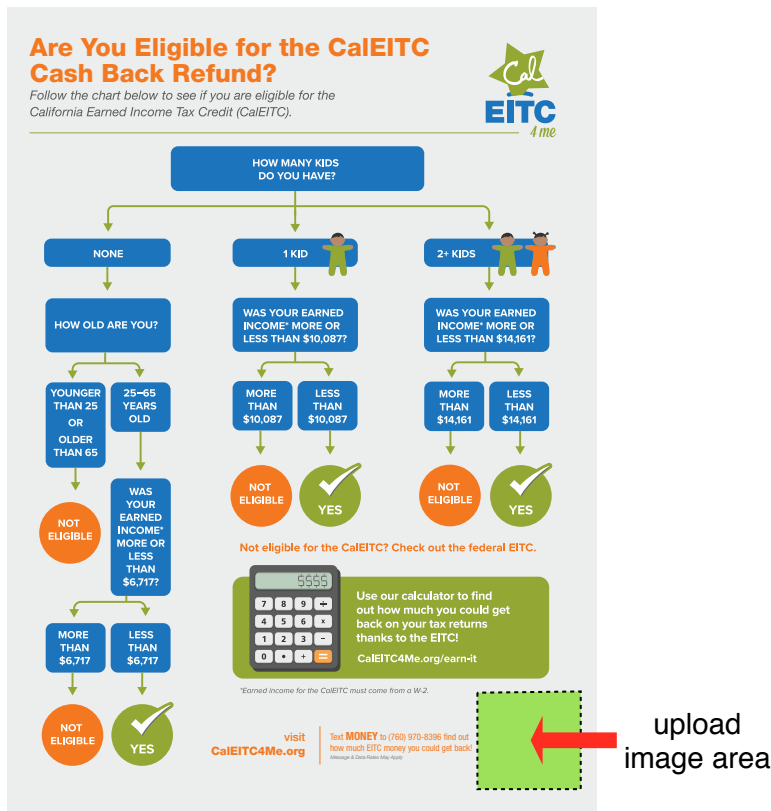 Are You Eligible for the CalEITC
Cash Back Refund?
Follow the chart below to see if you are eligible for the
California Earned Income Tax Credit (CalEITC).
Cal
EITC
4 me
HOW MANY KIDS
DO YOU HAVE?
NONE
1 KID
2+ KIDS
HOW OLD ARE YOU?
WAS YOUR EARNED
INCOME* MORE OR
LESS THAN $10,087?
WAS YOUR EARNED
INCOME* MORE OR
LESS THAN $14,161?
YOUNGER
THAN 25
OR
OLDER
THAN 65
25–65
YEARS
OLD
MORE
THAN
$10,087
LESS
THAN
$10,087
MORE
THAN
$14,161
LESS
THAN
$14,161
NOT
ELIGIBLE
WAS
YOUR
EARNED
INCOME*
MORE OR
LESS
THAN
$6,717?
NOT
ELIGIBLE
YES
NOT
ELIGIBLE
YES
Not eligible for the CalEITC? Check out the federal EITC.
MORE
THAN
$6,717
LESS
THAN
$6,717
NOT
ELIGIBLE
YES
$$$$
7 8 9 ÷
4 5 6 x
1 2 3 –
0 • + =
Use our calculator to find
out how much you could get
back on your tax returns
thanks to the EITC!
CalEITC4Me.org/earn-it
*Earned income for the CalEITC must come from a W-2.
visit
CalEITC4Me.org
Text MONEY to (760) 970-8396 find out
how much EITC money you could get back!
Message & Data Rates May Apply
upload
image area